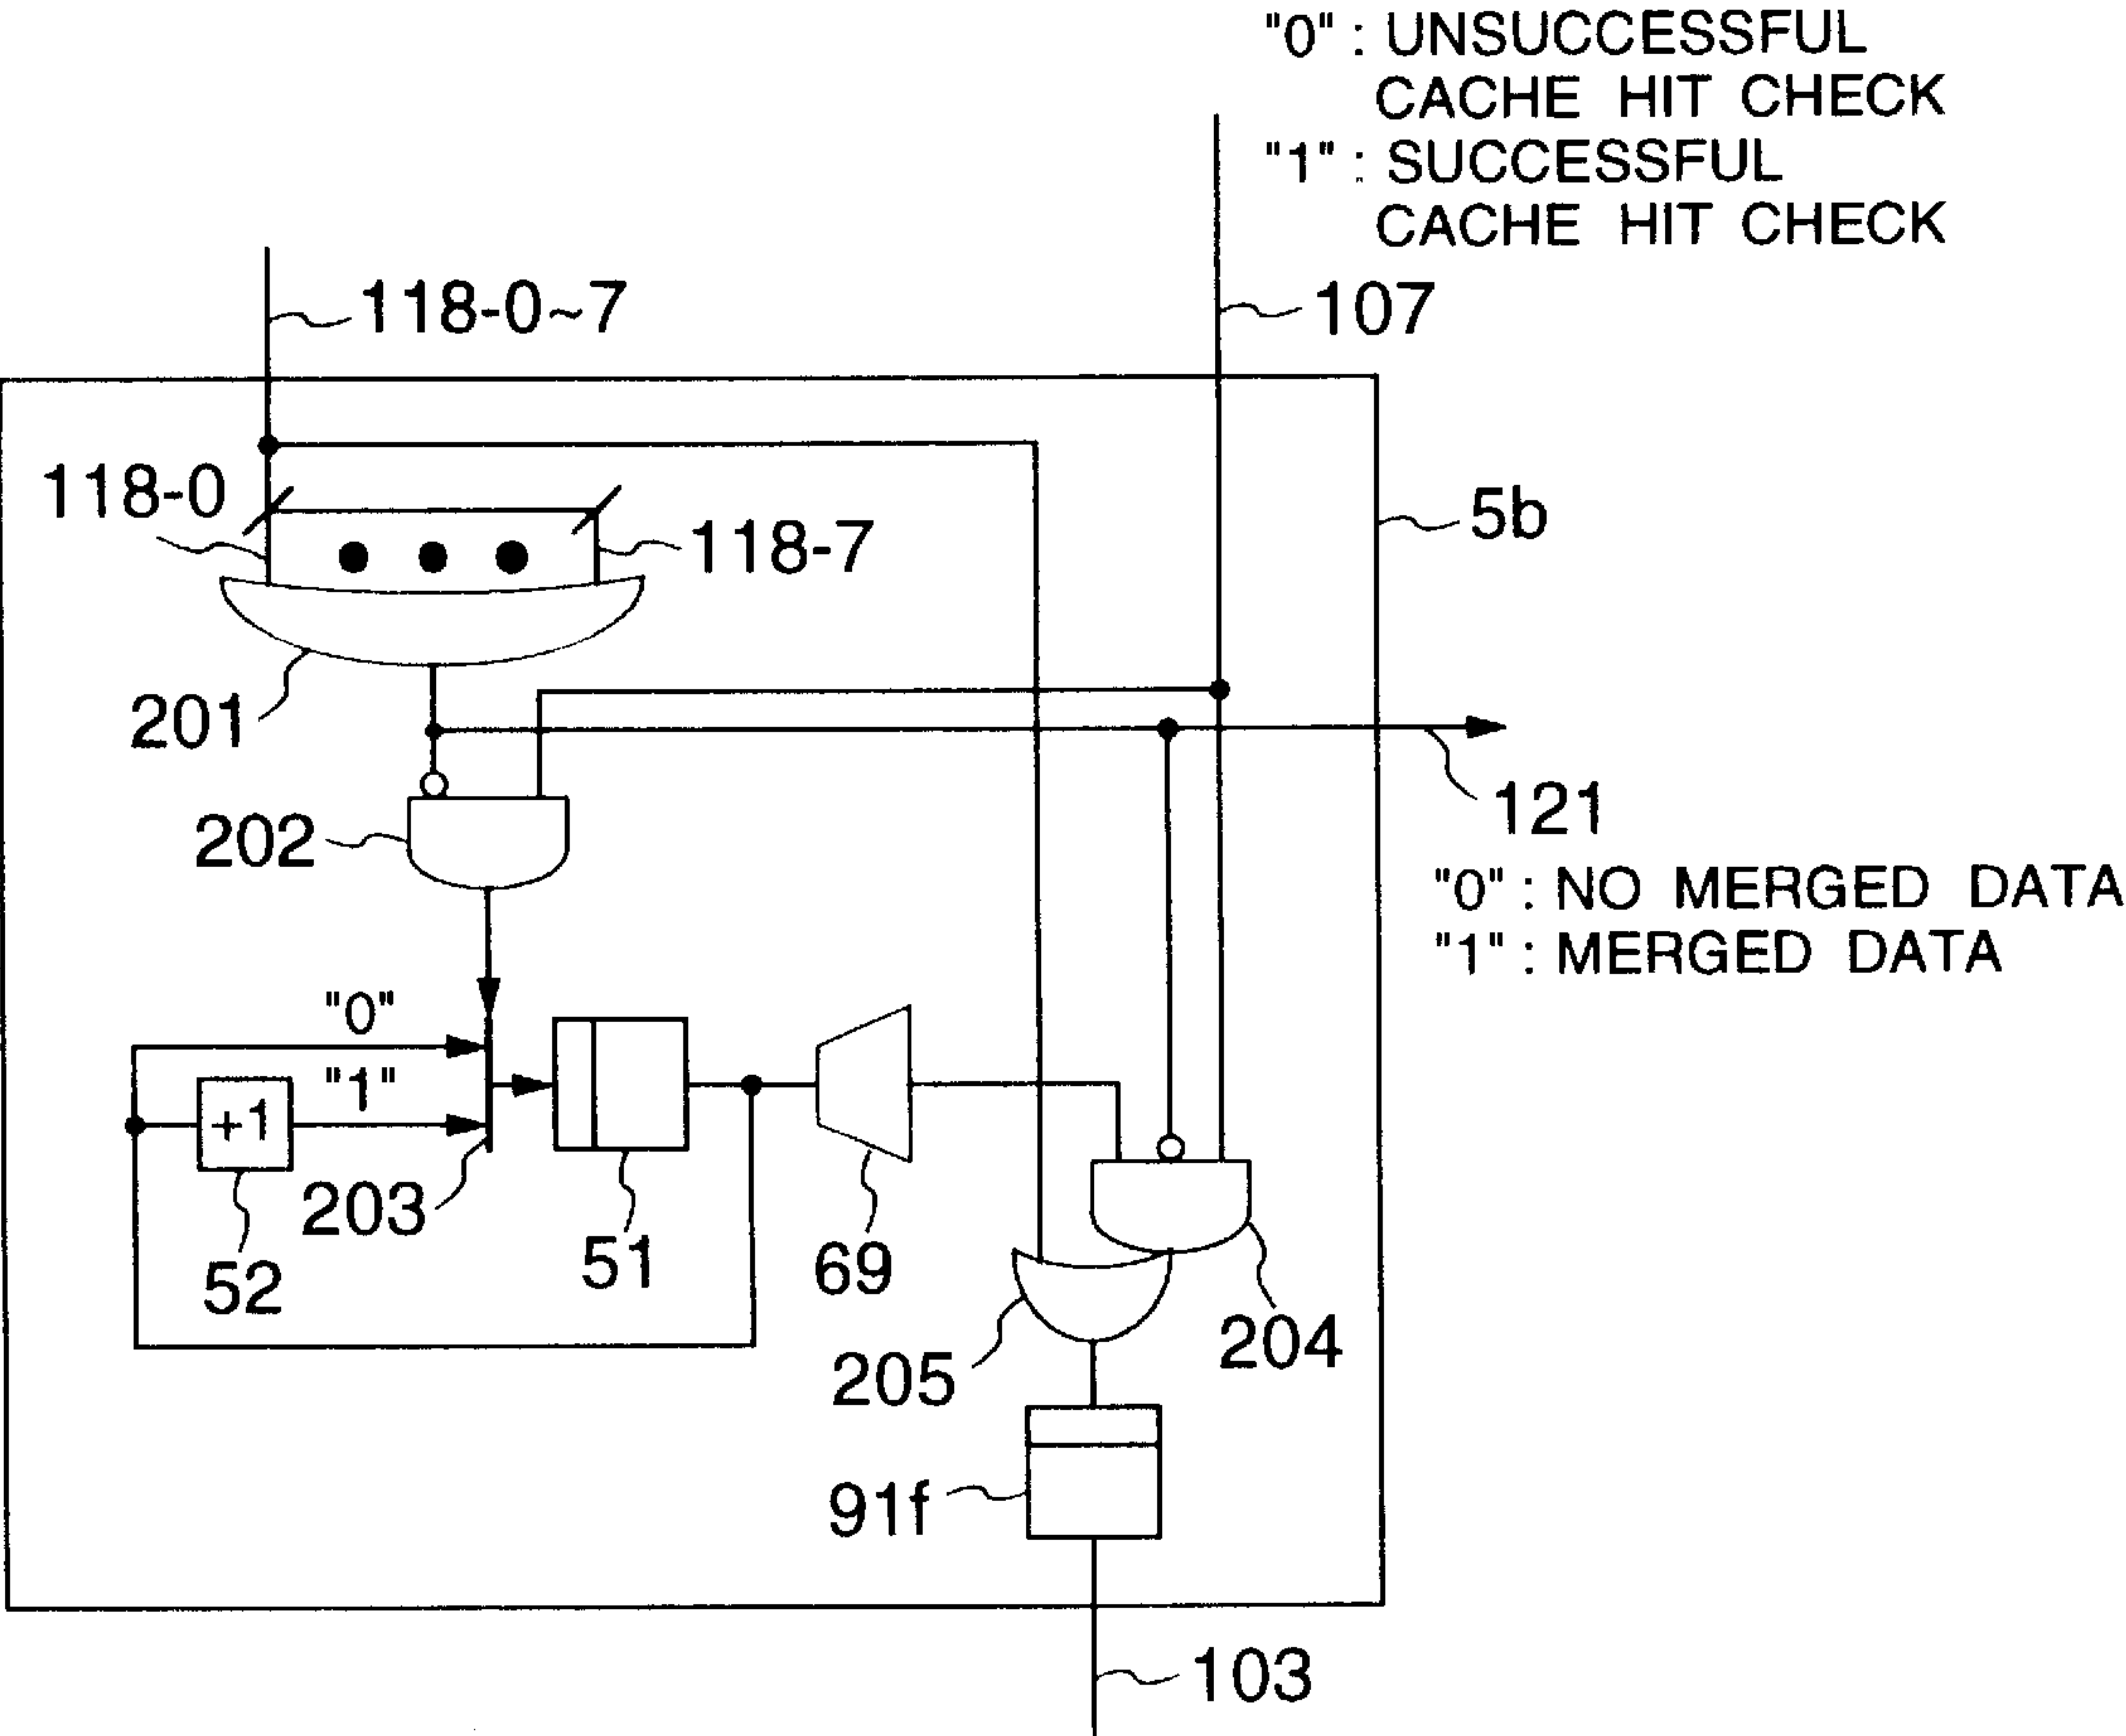 "0" : UNSUCCESSFUL
CACHE HIT CHECK
"1" : SUCCESSFUL
CACHE HIT CHECK
118-0~7
107
118-0
118-7
5b
201
202
121
"0" : NO MERGED DATA
"1" : MERGED DATA
"0"
"1"
+1
203
52
51
69
204
205
91f
103